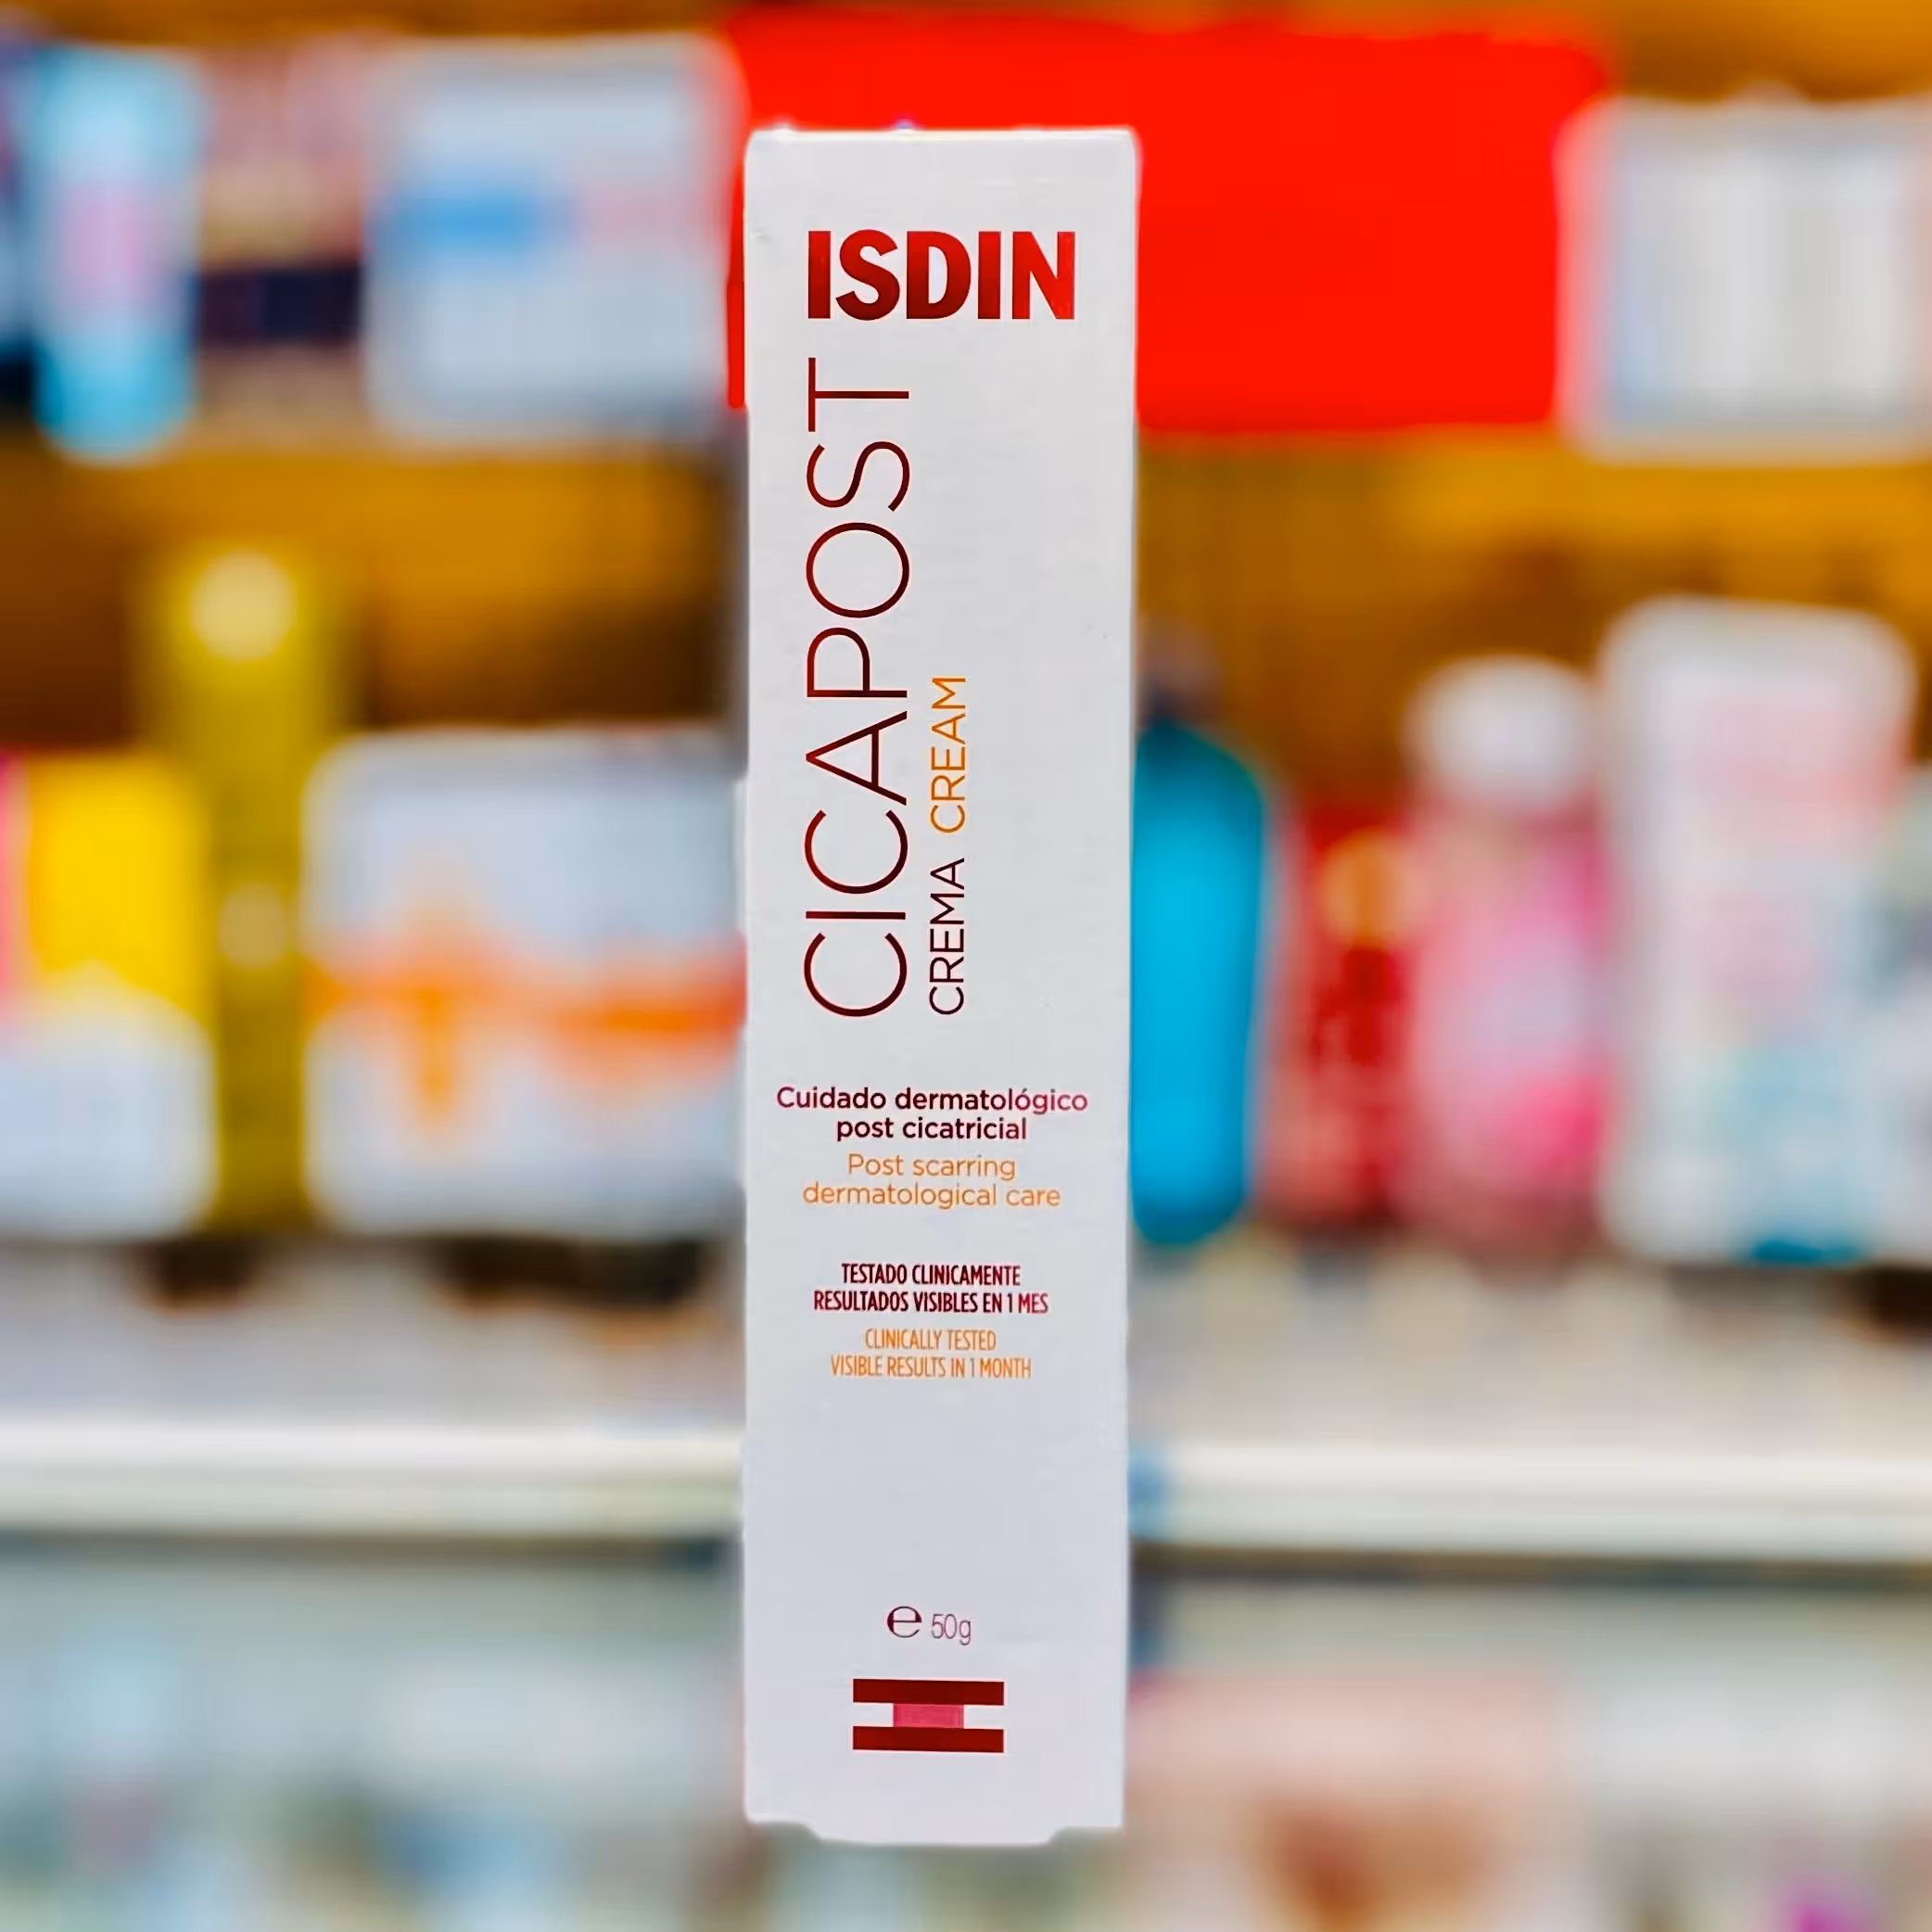 ISDIN
CICAPOST
CREMA CREAM
Cuidado dermatológico
post cicatricial
Post scarring
dermatological care
TESTADO CLINICAMENTE
RESULTADOS VISIBLES EN 1 MES
CLINICALLY TESTED
VISIBLE RESULTS IN 1 MONTH
℮ 50g